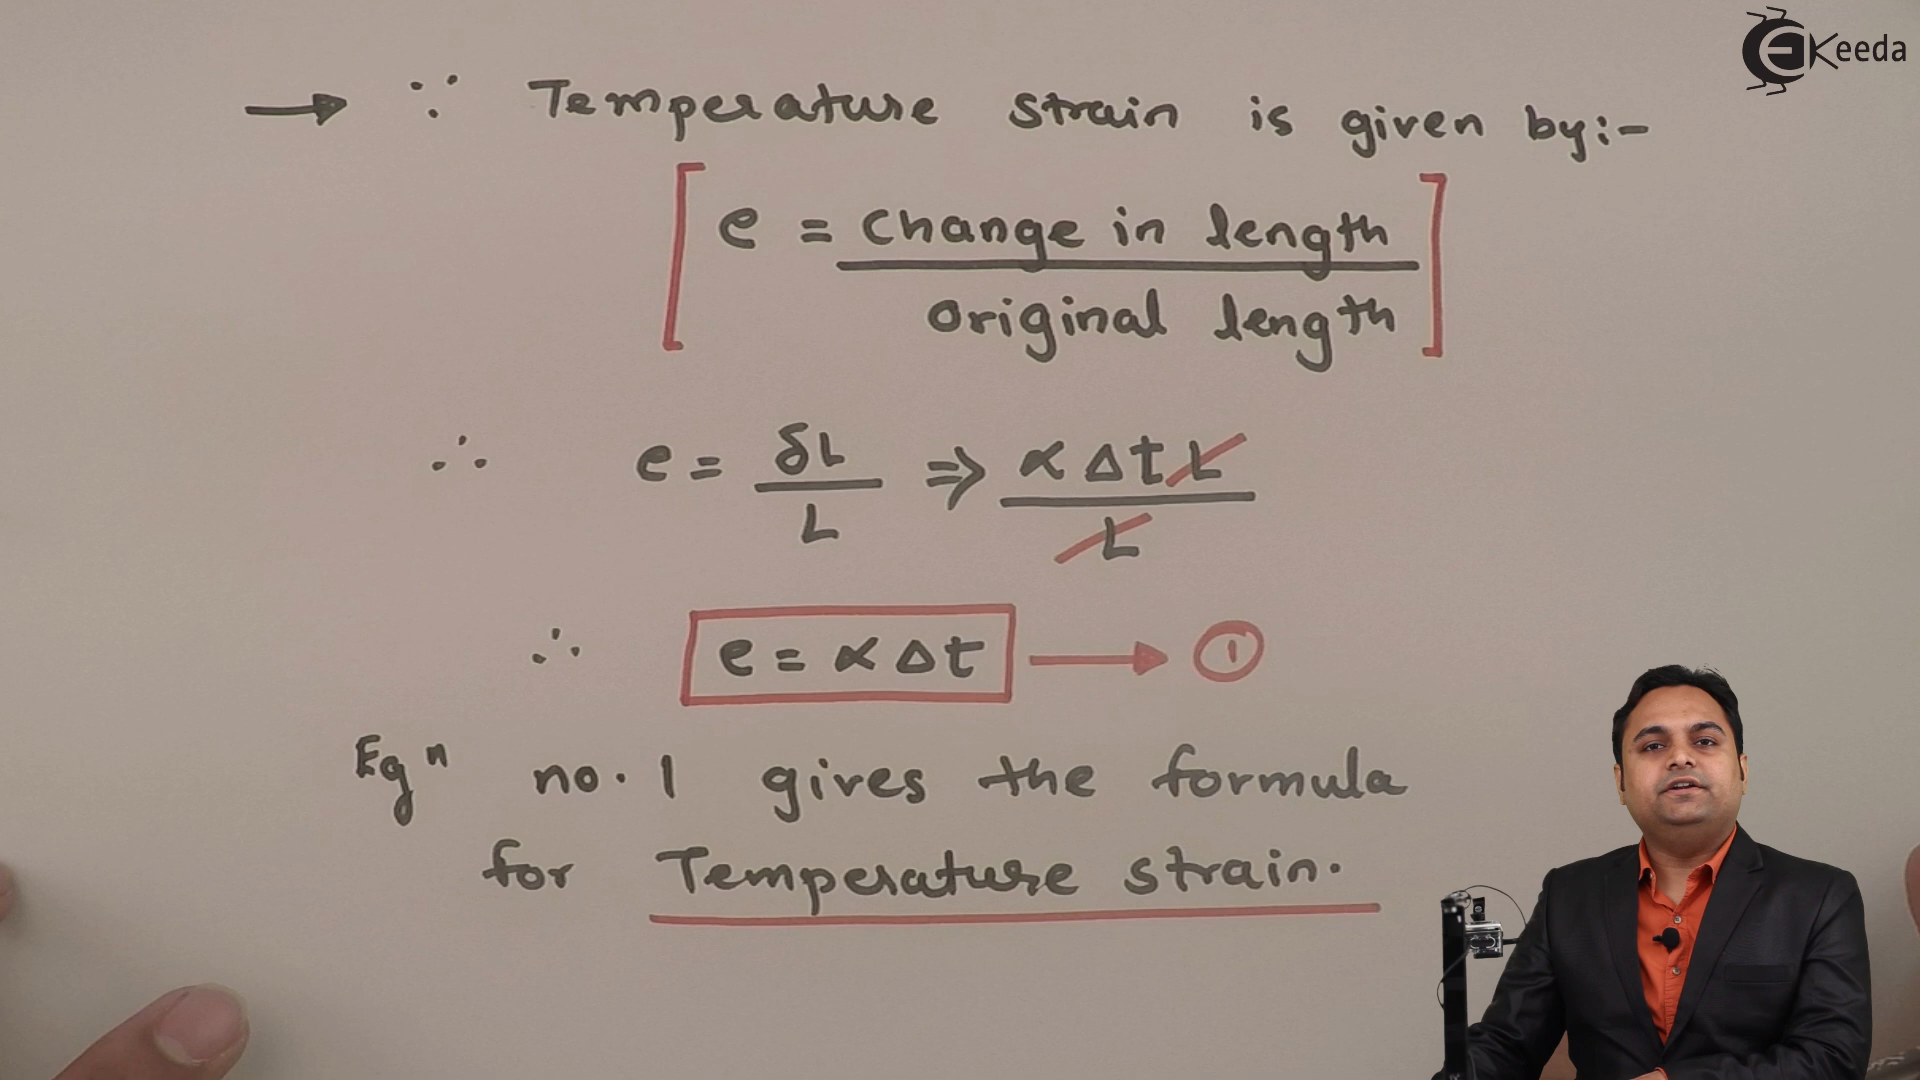 Keeda
→ ∵ Temperature strain is given by:-
[ e = change in length / original length ]
∴ e = δL / L ⇒ α Δt L / L
∴ e = α Δt → ①
Eqⁿ no. 1 gives the formula
for Temperature strain.